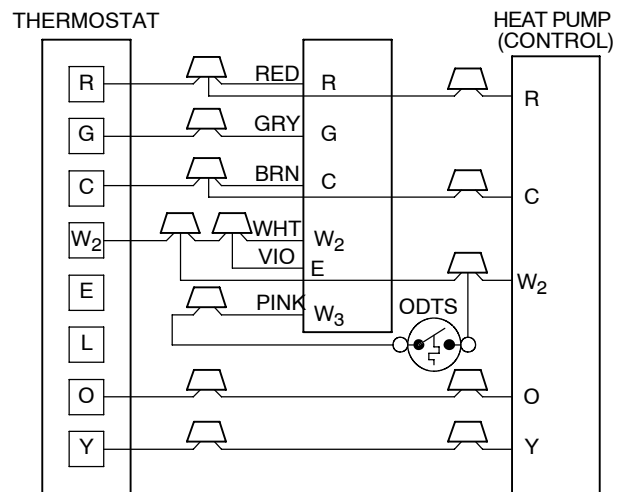 THERMOSTAT
HEAT PUMP
(CONTROL)
R
RED
R
R
G
GRY
G
C
BRN
C
C
W2
WHT
W2
VIO
E
W2
E
PINK
W3
ODTS
L
O
O
Y
Y